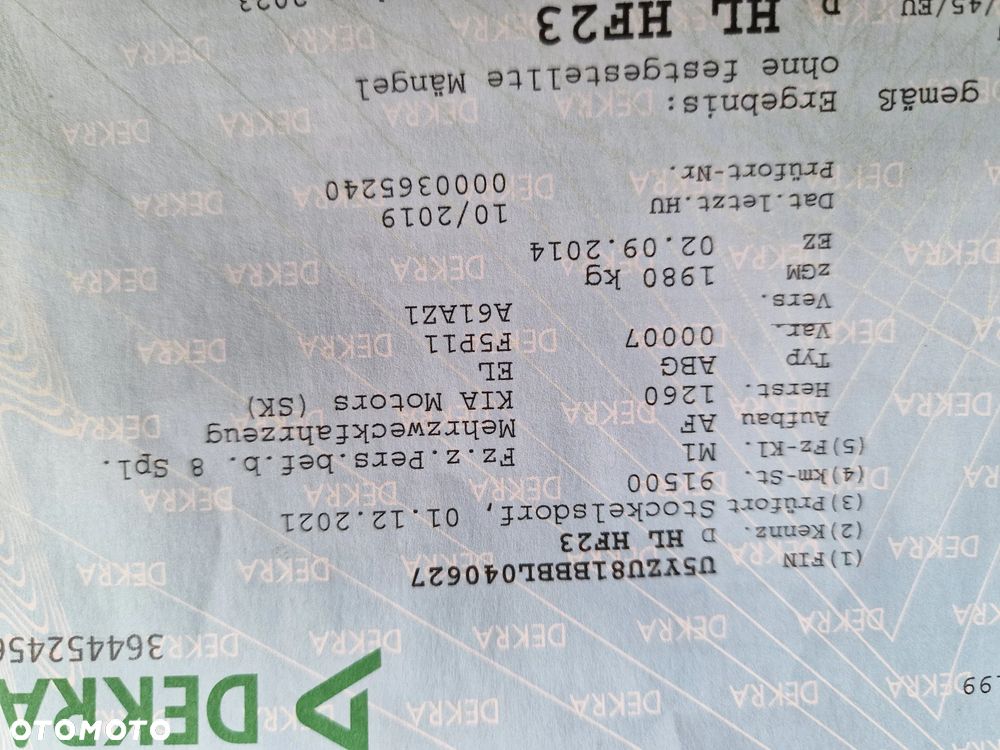 DEKRA
364452456
(1)FIN U5YZU81BBBL040627
(2)Kennz. D HL HF23
(3)Prüfort Stockelsdorf, 01.12.2021
(4)km-St. 91500
(5)Fz-Kl. M1 Fz.z.Pers.bef.b. 8 Spl.
Aufbau AF Mehrzweckfahrzeug
Herst. 1260 KIA Motors (SK)
Typ ABG EL
Var. 00007 F5P11
Vers. A61AZ1
zGM 1980 kg
EZ 02.09.2014
Dat.letzt.HU 10/2019
Prüfort-Nr. 0000365240
gemäß Ergebnis:
ohne festgestellte Mängel
/45/EU D HL HF23
OTOMOTO